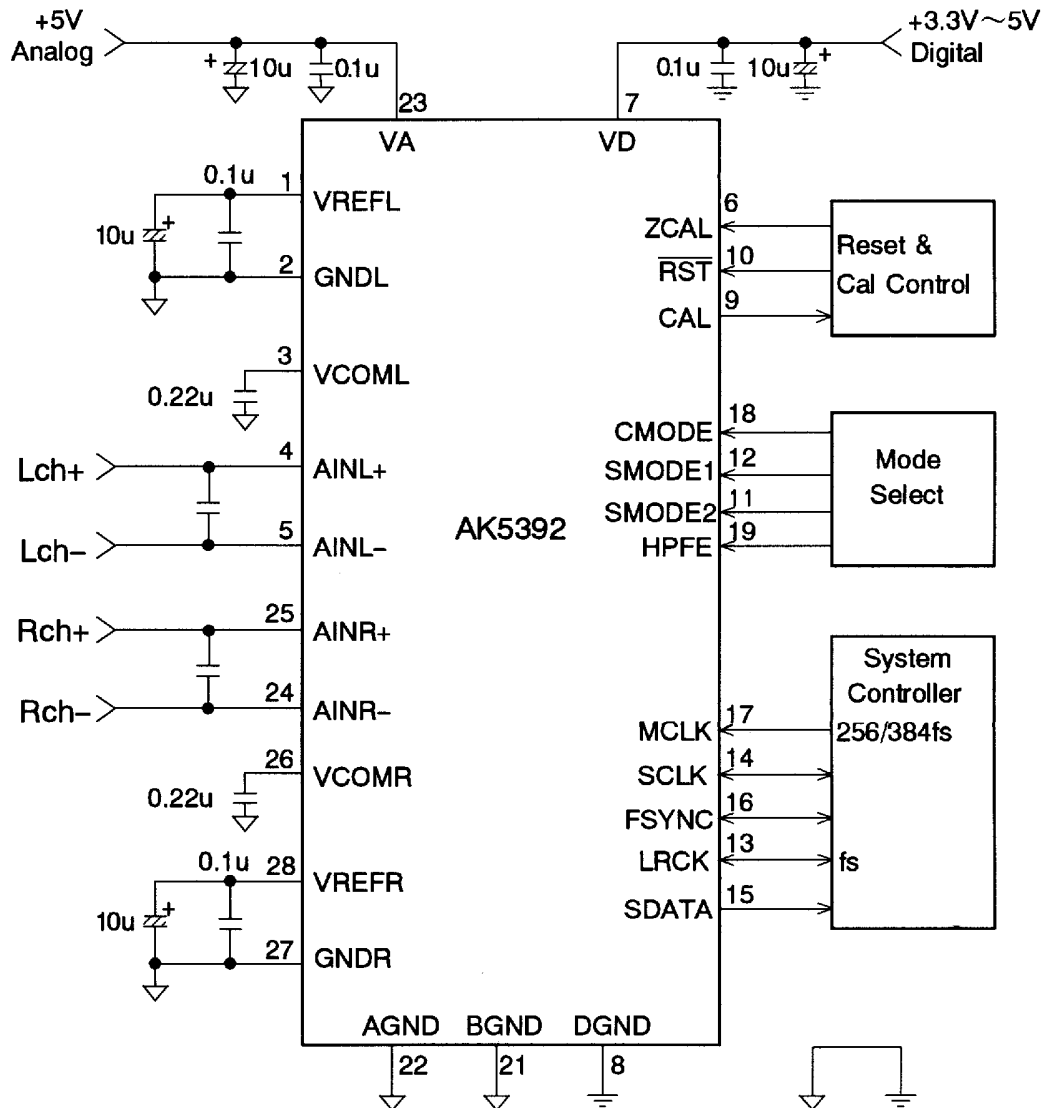 +5V
Analog
10u
0.1u
+3.3V～5V
Digital
0.1u
10u
23
7
VA
VD
0.1u
1
VREFL
10u
2
GNDL
3
VCOML
0.22u
Lch+
4
AINL+
Lch−
5
AINL−
Rch+
25
AINR+
Rch−
24
AINR−
26
VCOMR
0.22u
0.1u
28
VREFR
10u
27
GNDR
AK5392
ZCAL
6
RST
10
CAL
9
Reset &
Cal Control
CMODE
18
SMODE1
12
SMODE2
11
HPFE
19
Mode
Select
System
Controller
MCLK
17
256/384fs
SCLK
14
FSYNC
16
LRCK
13
fs
SDATA
15
AGND
BGND
DGND
22
21
8